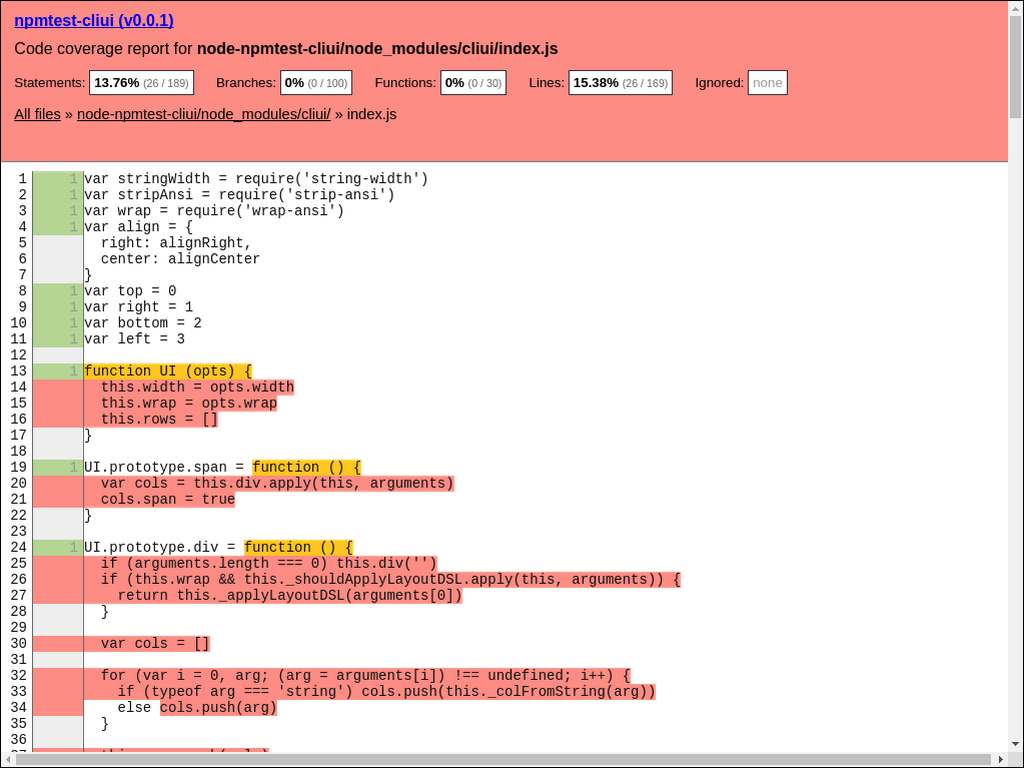 npmtest-cliui (v0.0.1)
Code coverage report for node-npmtest-cliui/node_modules/cliui/index.js
Statements: 13.76% (26 / 189) Branches: 0% (0 / 100) Functions: 0% (0 / 30) Lines: 15.38% (26 / 169) Ignored: none
All files » node-npmtest-cliui/node_modules/cliui/ » index.js
1 1 var stringWidth = require('string-width')
2 1 var stripAnsi = require('strip-ansi')
3 1 var wrap = require('wrap-ansi')
4 1 var align = {
5 right: alignRight,
6 center: alignCenter
7 }
8 1 var top = 0
9 1 var right = 1
10 1 var bottom = 2
11 1 var left = 3
12
13 1 function UI (opts) {
14 this.width = opts.width
15 this.wrap = opts.wrap
16 this.rows = []
17 }
18
19 1 UI.prototype.span = function () {
20 var cols = this.div.apply(this, arguments)
21 cols.span = true
22 }
23
24 1 UI.prototype.div = function () {
25 if (arguments.length === 0) this.div('')
26 if (this.wrap && this._shouldApplyLayoutDSL.apply(this, arguments)) {
27 return this._applyLayoutDSL(arguments[0])
28 }
29
30 var cols = []
31
32 for (var i = 0, arg; (arg = arguments[i]) !== undefined; i++) {
33 if (typeof arg === 'string') cols.push(this._colFromString(arg))
34 else cols.push(arg)
35 }
36